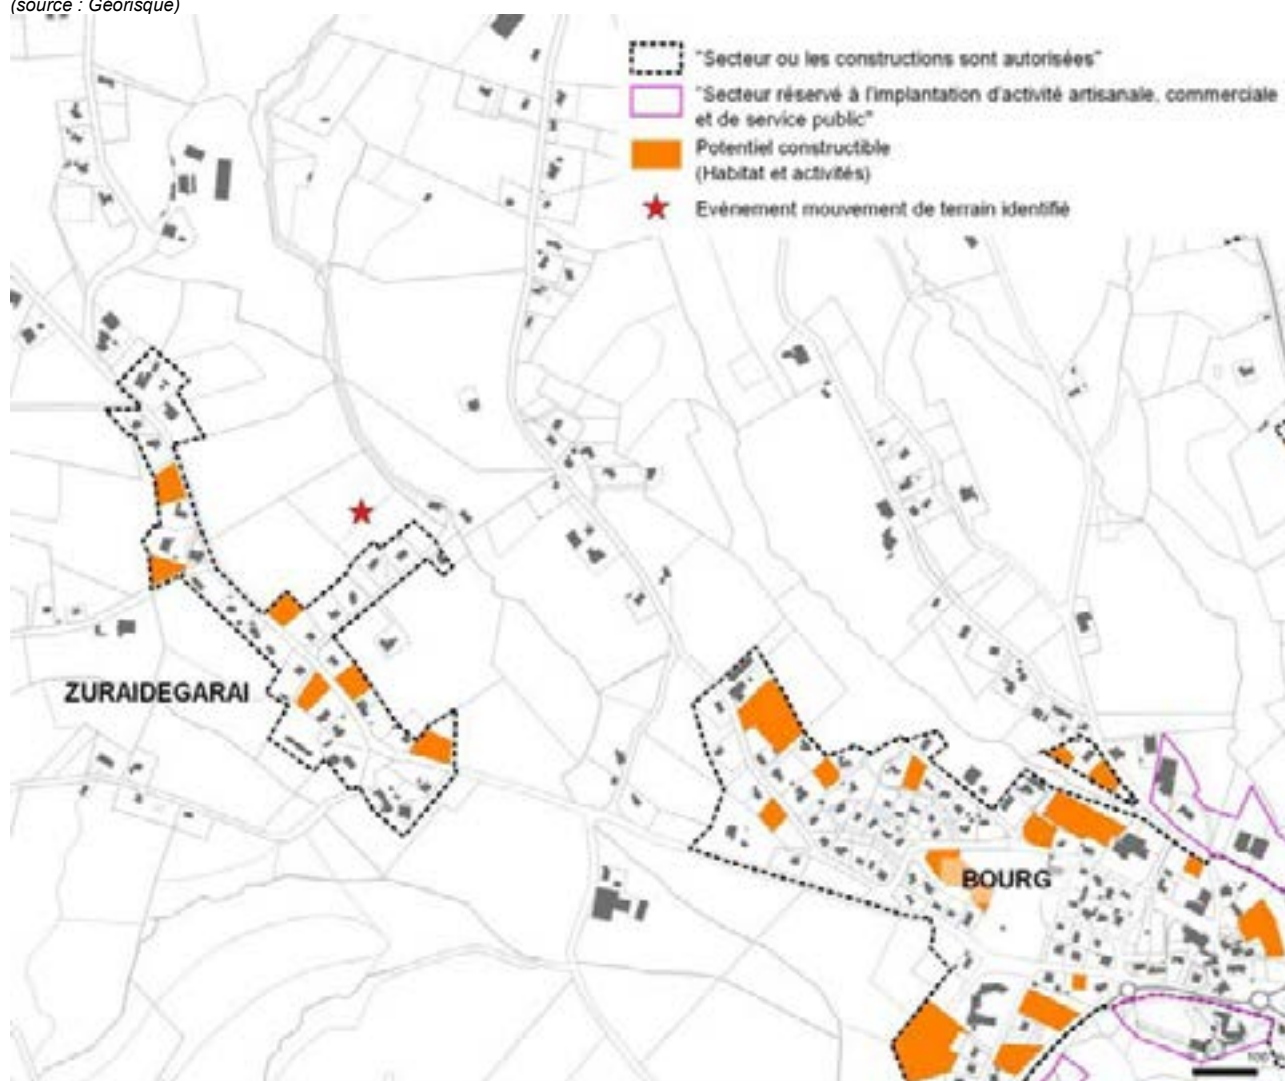 (source : Géorisque)
"Secteur ou les constructions sont autorisées"
"Secteur réservé à l'implantation d'activité artisanale, commerciale
et de service public"
Potentiel constructible
(Habitat et activités)
Evènement mouvement de terrain identifié
ZURAIDEGARAI
BOURG